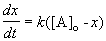 dx/dt = k([A]ₒ - x)